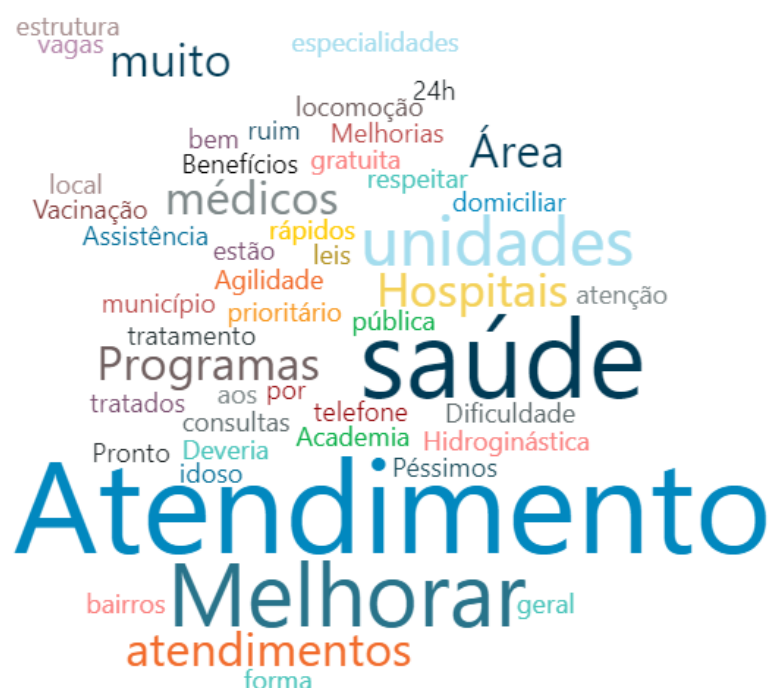 estrutura
vagas
muito
especialidades
24h
locomoção
bem ruim Melhorias
Benefícios gratuita
Área
respeitar
local
médicos
domiciliar
Vacinação
Assistência
rápidos
unidades
estão leis
Agilidade
Hospitais atenção
município prioritário
pública
tratamento
saúde
Programas
tratados aos por
telefone Dificuldade
consultas
Academia Hidroginástica
Pronto Deveria
idoso Péssimos
Atendimento
Melhorar
bairros geral
atendimentos
forma